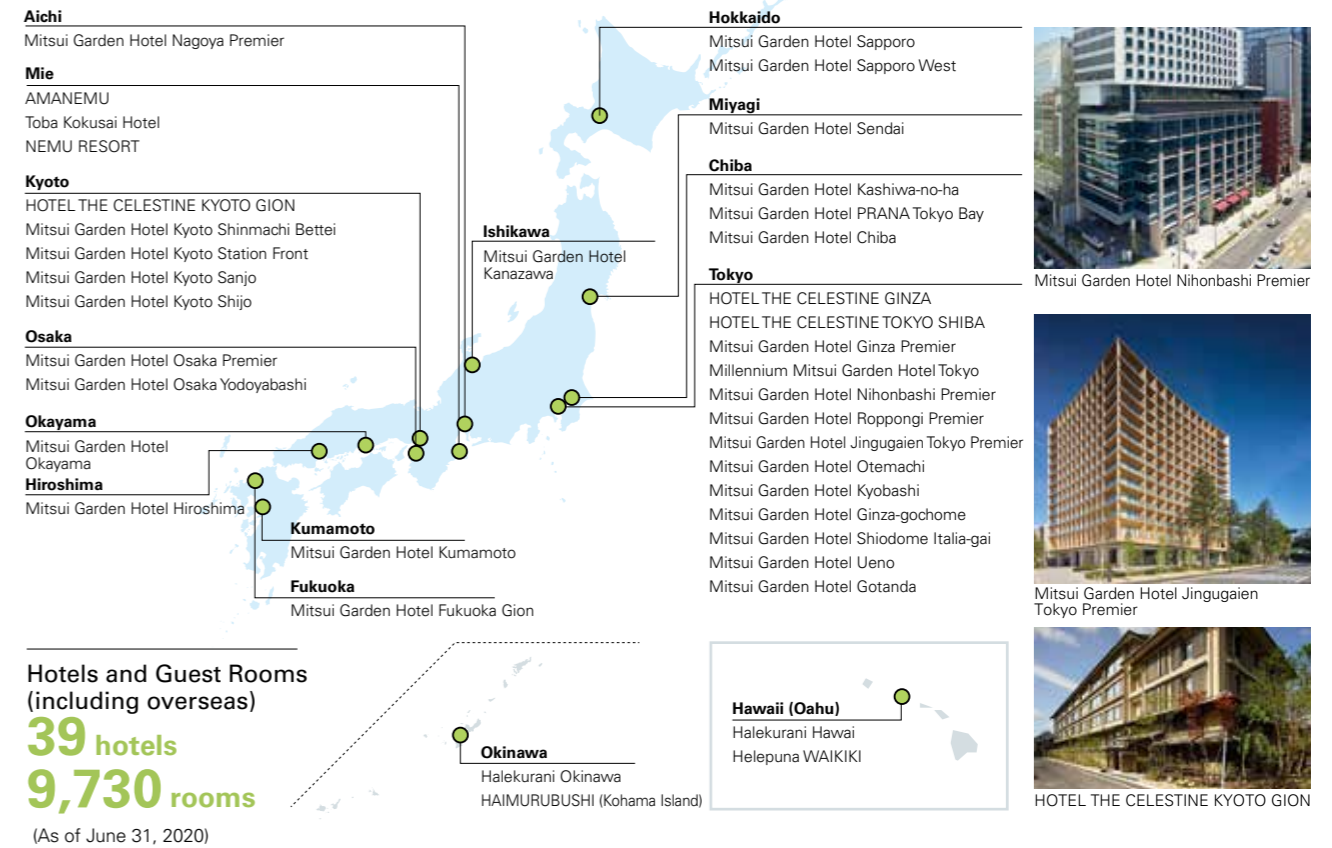 Aichi
Mitsui Garden Hotel Nagoya Premier
Mie
AMANEMU
Toba Kokusai Hotel
NEMU RESORT
Kyoto
HOTEL THE CELESTINE KYOTO GION
Mitsui Garden Hotel Kyoto Shinmachi Bettei
Mitsui Garden Hotel Kyoto Station Front
Mitsui Garden Hotel Kyoto Sanjo
Mitsui Garden Hotel Kyoto Shijo
Osaka
Mitsui Garden Hotel Osaka Premier
Mitsui Garden Hotel Osaka Yodoyabashi
Okayama
Mitsui Garden Hotel
Okayama
Hiroshima
Mitsui Garden Hotel Hiroshima
Ishikawa
Mitsui Garden Hotel
Kanazawa
Kumamoto
Mitsui Garden Hotel Kumamoto
Fukuoka
Mitsui Garden Hotel Fukuoka Gion
Hokkaido
Mitsui Garden Hotel Sapporo
Mitsui Garden Hotel Sapporo West
Miyagi
Mitsui Garden Hotel Sendai
Chiba
Mitsui Garden Hotel Kashiwa-no-ha
Mitsui Garden Hotel PRANA Tokyo Bay
Mitsui Garden Hotel Chiba
Tokyo
HOTEL THE CELESTINE GINZA
HOTEL THE CELESTINE TOKYO SHIBA
Mitsui Garden Hotel Ginza Premier
Millennium Mitsui Garden Hotel Tokyo
Mitsui Garden Hotel Nihonbashi Premier
Mitsui Garden Hotel Roppongi Premier
Mitsui Garden Hotel Jingugaien Tokyo Premier
Mitsui Garden Hotel Otemachi
Mitsui Garden Hotel Kyobashi
Mitsui Garden Hotel Ginza-gochome
Mitsui Garden Hotel Shiodome Italia-gai
Mitsui Garden Hotel Ueno
Mitsui Garden Hotel Gotanda
Mitsui Garden Hotel Nihonbashi Premier
Mitsui Garden Hotel Jingugaien
Tokyo Premier
HOTEL THE CELESTINE KYOTO GION
Hotels and Guest Rooms
(including overseas)
39 hotels
9,730 rooms
(As of June 31, 2020)
Okinawa
Halekurani Okinawa
HAIMURUBUSHI (Kohama Island)
Hawaii (Oahu)
Halekurani Hawai
Helepuna WAIKIKI